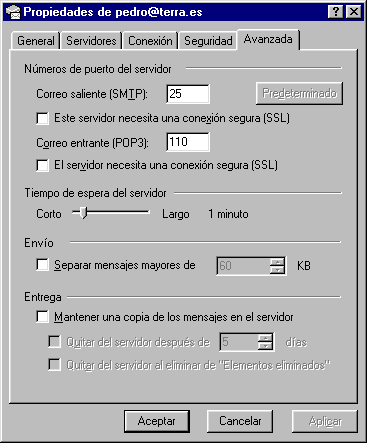 Propiedades de pedro@terra.es
General Servidores Conexión Seguridad Avanzada
Números de puerto del servidor
Correo saliente (SMTP): 25 Predeterminado
Este servidor necesita una conexión segura (SSL)
Correo entrante (POP3): 110
El servidor necesita una conexión segura (SSL)
Tiempo de espera del servidor
Corto Largo 1 minuto
Envío
Separar mensajes mayores de 60 KB
Entrega
Mantener una copia de los mensajes en el servidor
Quitar del servidor después de 5 días
Quitar del servidor al eliminar de "Elementos eliminados"
Aceptar Cancelar Aplicar